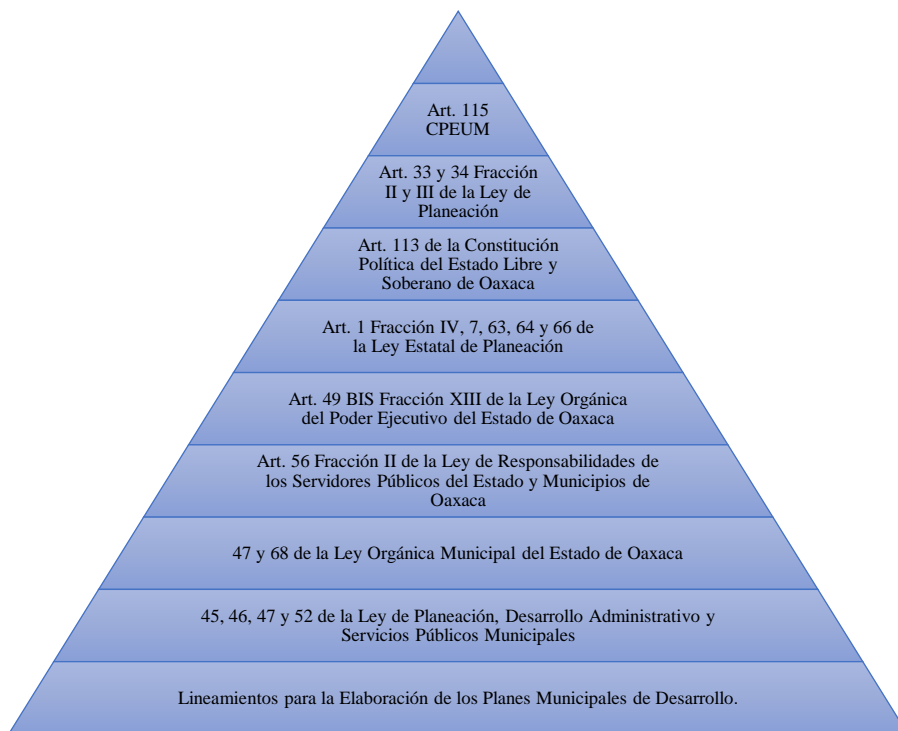 Art. 115
CPEUM
Art. 33 y 34 Fracción
II y III de la Ley de
Planeación
Art. 113 de la Constitución
Política del Estado Libre y
Soberano de Oaxaca
Art. 1 Fracción IV, 7, 63, 64 y 66 de
la Ley Estatal de Planeación
Art. 49 BIS Fracción XIII de la Ley Orgánica
del Poder Ejecutivo del Estado de Oaxaca
Art. 56 Fracción II de la Ley de Responsabilidades de
los Servidores Públicos del Estado y Municipios de
Oaxaca
47 y 68 de la Ley Orgánica Municipal del Estado de Oaxaca
45, 46, 47 y 52 de la Ley de Planeación, Desarrollo Administrativo y
Servicios Públicos Municipales
Lineamientos para la Elaboración de los Planes Municipales de Desarrollo.